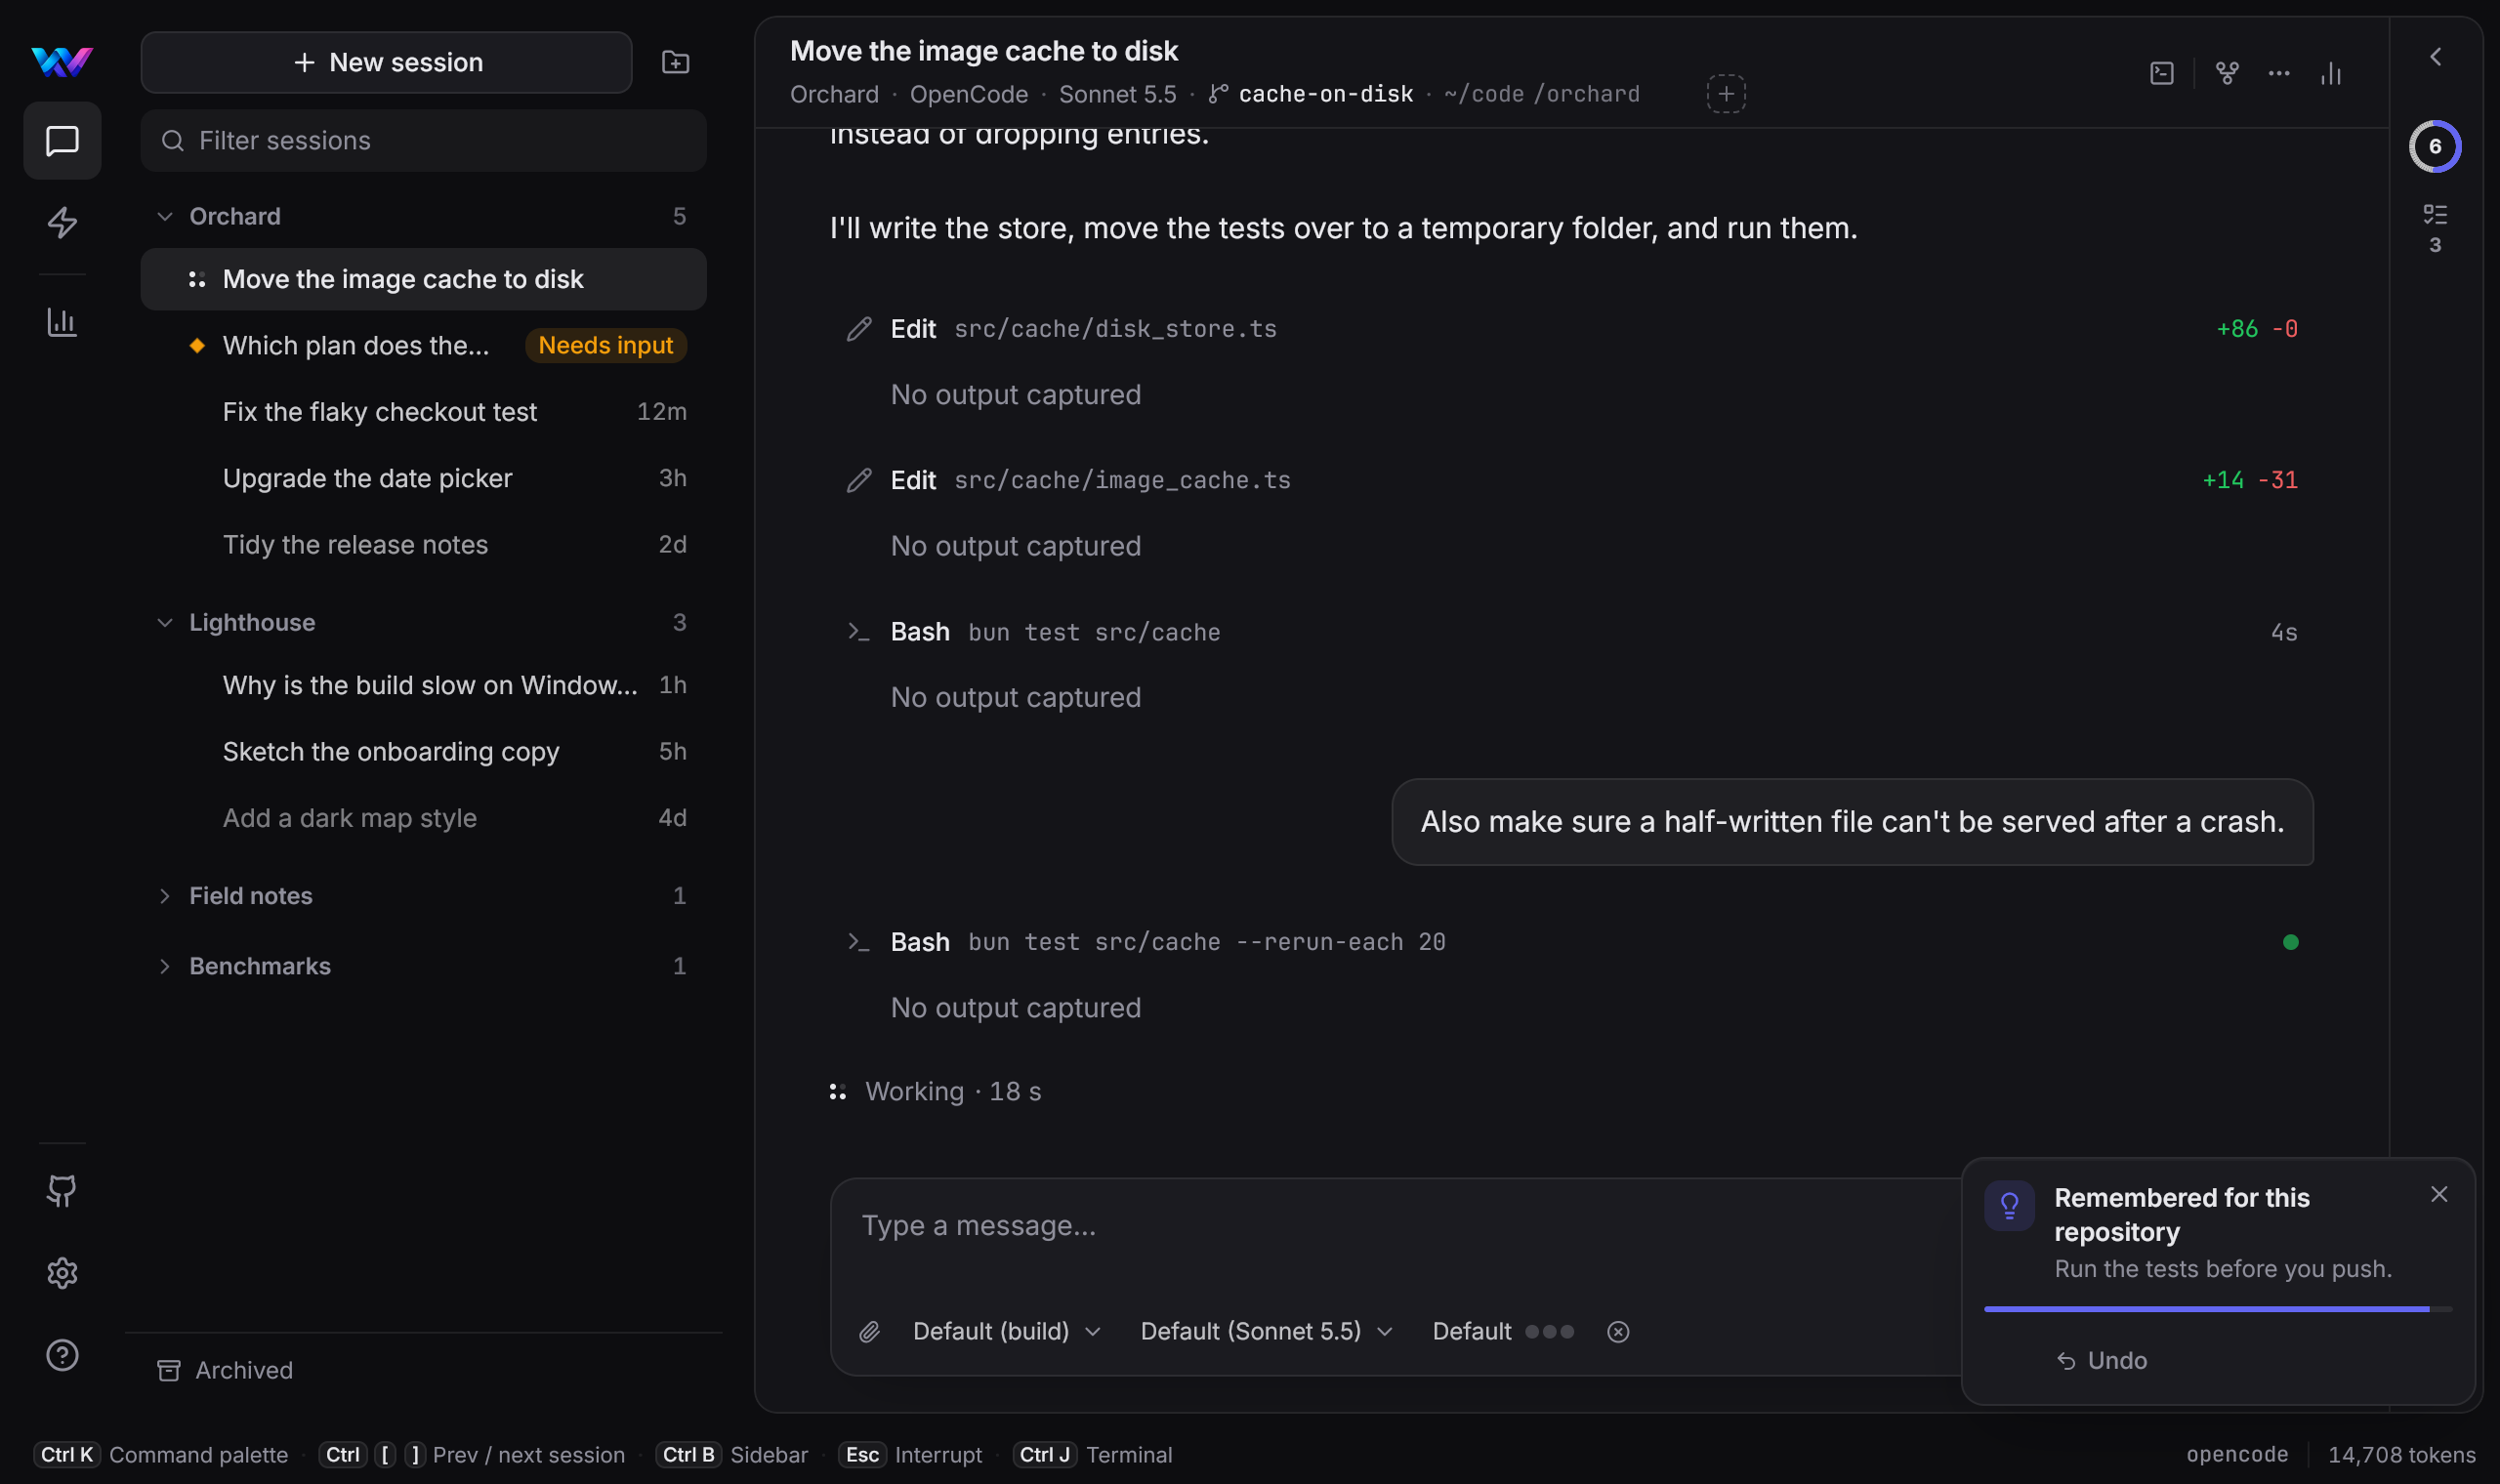 New session
Filter sessions
Orchard 5
Move the image cache to disk
Which plan does the... Needs input
Fix the flaky checkout test 12m
Upgrade the date picker 3h
Tidy the release notes 2d
Lighthouse 3
Why is the build slow on Window... 1h
Sketch the onboarding copy 5h
Add a dark map style 4d
Field notes 1
Benchmarks 1
Archived
Move the image cache to disk
Orchard · OpenCode · Sonnet 5.5 · cache-on-disk · ~/code /orchard
6
3
instead of dropping entries.
I'll write the store, move the tests over to a temporary folder, and run them.
Edit src/cache/disk_store.ts +86 -0
No output captured
Edit src/cache/image_cache.ts +14 -31
No output captured
Bash bun test src/cache 4s
No output captured
Also make sure a half-written file can't be served after a crash.
Bash bun test src/cache --rerun-each 20
No output captured
Working · 18 s
Type a message...
Default (build) Default (Sonnet 5.5) Default
Remembered for this
repository
Run the tests before you push.
Undo
Ctrl K Command palette · Ctrl [ ] Prev / next session · Ctrl B Sidebar · Esc Interrupt · Ctrl J Terminal
opencode 14,708 tokens